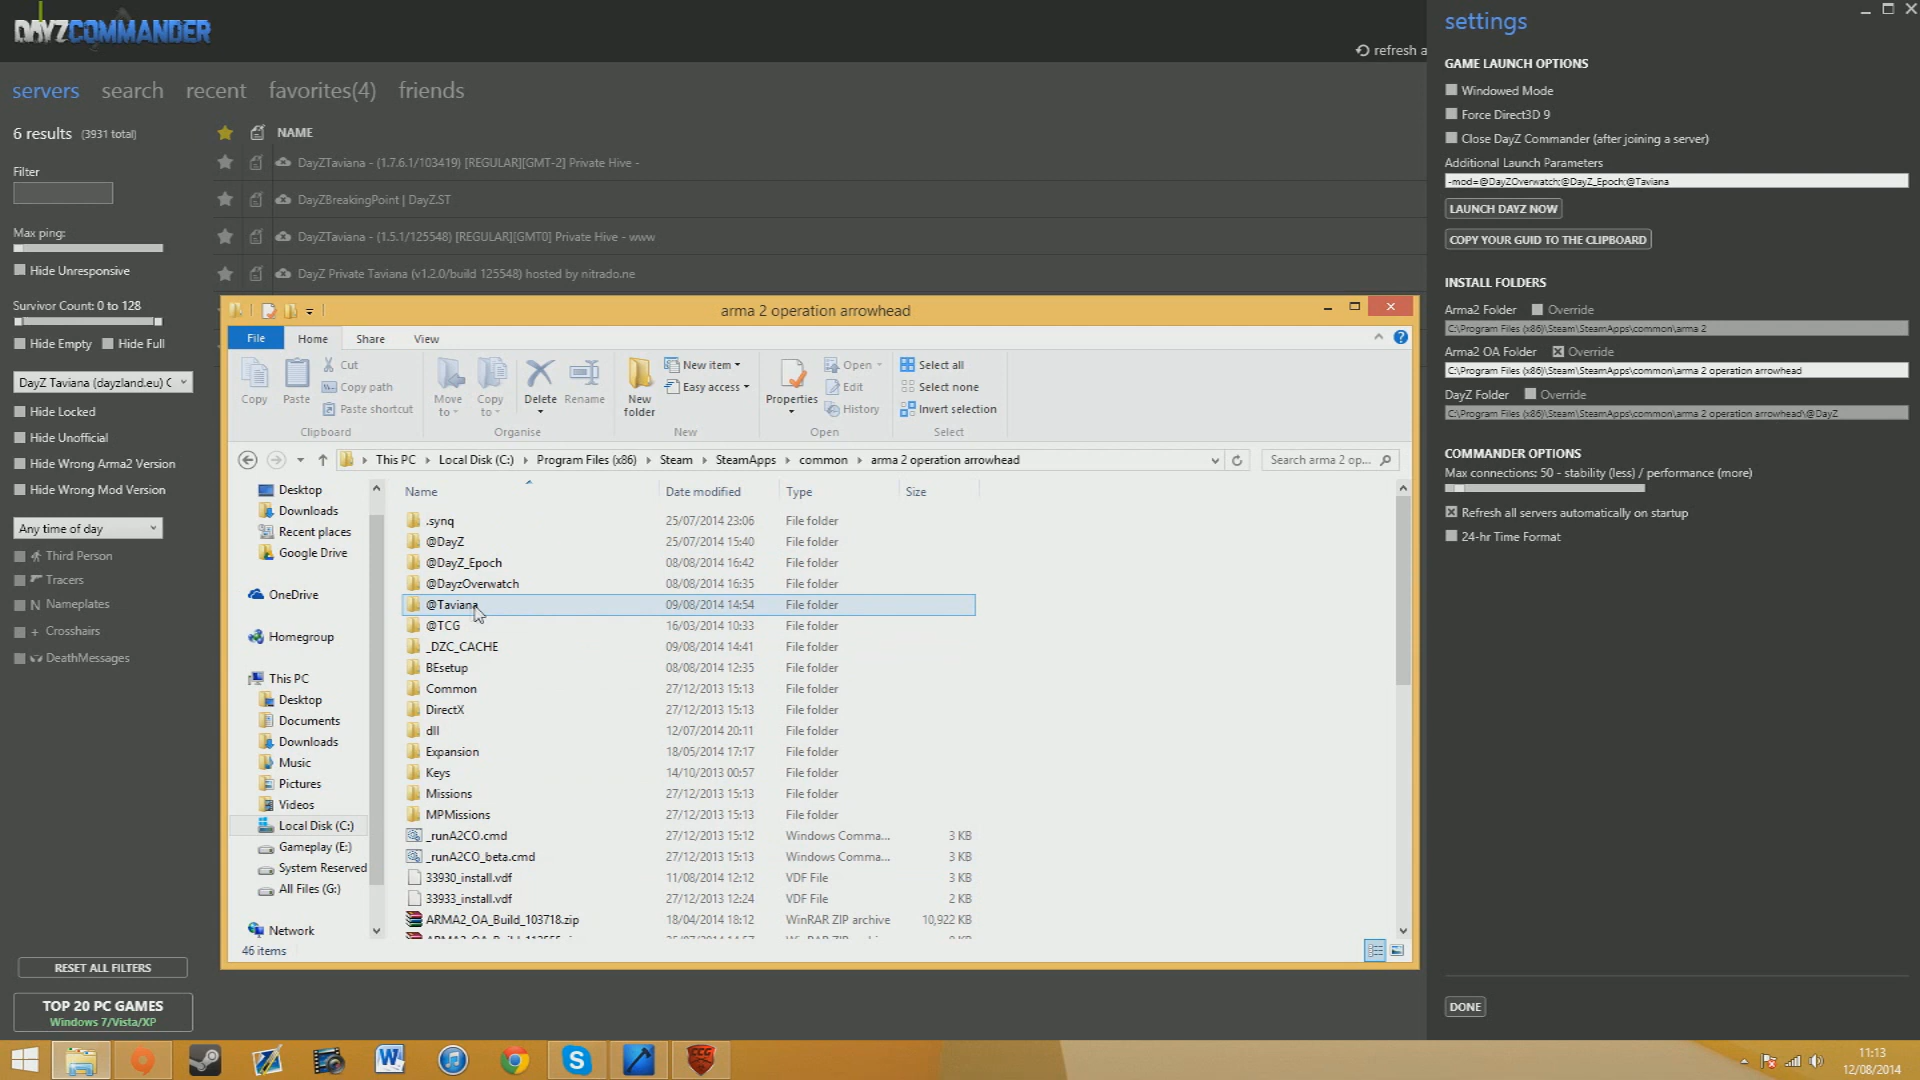 DAYZCOMMANDER
refresh a
servers search recent favorites(4) friends
6 results (3931 total)
NAME
Filter
Max ping:
Hide Unresponsive
Survivor Count: 0 to 128
Hide Empty Hide Full
DayZ Taviana (dayzland.eu) C
Hide Locked
Hide Unofficial
Hide Wrong Arma2 Version
Hide Wrong Mod Version
Any time of day
Third Person
Tracers
N Nameplates
+ Crosshairs
DeathMessages
RESET ALL FILTERS
TOP 20 PC GAMES
Windows 7/Vista/XP
DayZTaviana - (1.7.6.1/103419) [REGULAR][GMT-2] Private Hive -
DayZBreakingPoint | DayZ.ST
DayZTaviana - (1.5.1/125548) [REGULAR][GMT0] Private Hive - www
DayZ Private Taviana (v1.2.0/build 125548) hosted by nitrado.ne
arma 2 operation arrowhead
File Home Share View
Copy
Paste
Cut
Copy path
Paste shortcut
Clipboard
Move to
Copy to
Delete
Rename
Organise
New folder
New item
Easy access
New
Properties
Open
Edit
History
Open
Select all
Select none
Invert selection
Select
This PC Local Disk (C:) Program Files (x86) Steam SteamApps common arma 2 operation arrowhead
Search arma 2 op...
Desktop
Downloads
Recent places
Google Drive
OneDrive
Homegroup
This PC
Desktop
Documents
Downloads
Music
Pictures
Videos
Local Disk (C:)
Gameplay (E:)
System Reserved
All Files (G:)
Network
Name Date modified Type Size
.synq 25/07/2014 23:06 File folder
@DayZ 25/07/2014 15:40 File folder
@DayZ_Epoch 08/08/2014 16:42 File folder
@DayzOverwatch 08/08/2014 16:35 File folder
@Taviana 09/08/2014 14:54 File folder
@TCG 16/03/2014 10:33 File folder
_DZC_CACHE 09/08/2014 14:41 File folder
BEsetup 08/08/2014 12:35 File folder
Common 27/12/2013 15:13 File folder
DirectX 27/12/2013 15:13 File folder
dll 12/07/2014 20:11 File folder
Expansion 18/05/2014 17:17 File folder
Keys 14/10/2013 00:57 File folder
Missions 27/12/2013 15:13 File folder
MPMissions 27/12/2013 15:13 File folder
_runA2CO.cmd 27/12/2013 15:12 Windows Comma... 3 KB
_runA2CO_beta.cmd 27/12/2013 15:13 Windows Comma... 3 KB
33930_install.vdf 11/08/2014 12:12 VDF File 3 KB
33933_install.vdf 27/12/2013 12:24 VDF File 2 KB
ARMA2_OA_Build_103718.zip 18/04/2014 18:12 WinRAR ZIP archive 10,922 KB
46 items
settings
GAME LAUNCH OPTIONS
Windowed Mode
Force Direct3D 9
Close DayZ Commander (after joining a server)
Additional Launch Parameters
-mod=@DayZOverwatch;@DayZ_Epoch;@Taviana
LAUNCH DAYZ NOW
COPY YOUR GUID TO THE CLIPBOARD
INSTALL FOLDERS
Arma2 Folder Override
C:\Program Files (x86)\Steam\SteamApps\common\arma 2
Arma2 OA Folder Override
C:\Program Files (x86)\Steam\SteamApps\common\arma 2 operation arrowhead
DayZ Folder Override
C:\Program Files (x86)\Steam\SteamApps\common\arma 2 operation arrowhead\@DayZ
COMMANDER OPTIONS
Max connections: 50 - stability (less) / performance (more)
Refresh all servers automatically on startup
24-hr Time Format
DONE
CCG
11:13
12/08/2014